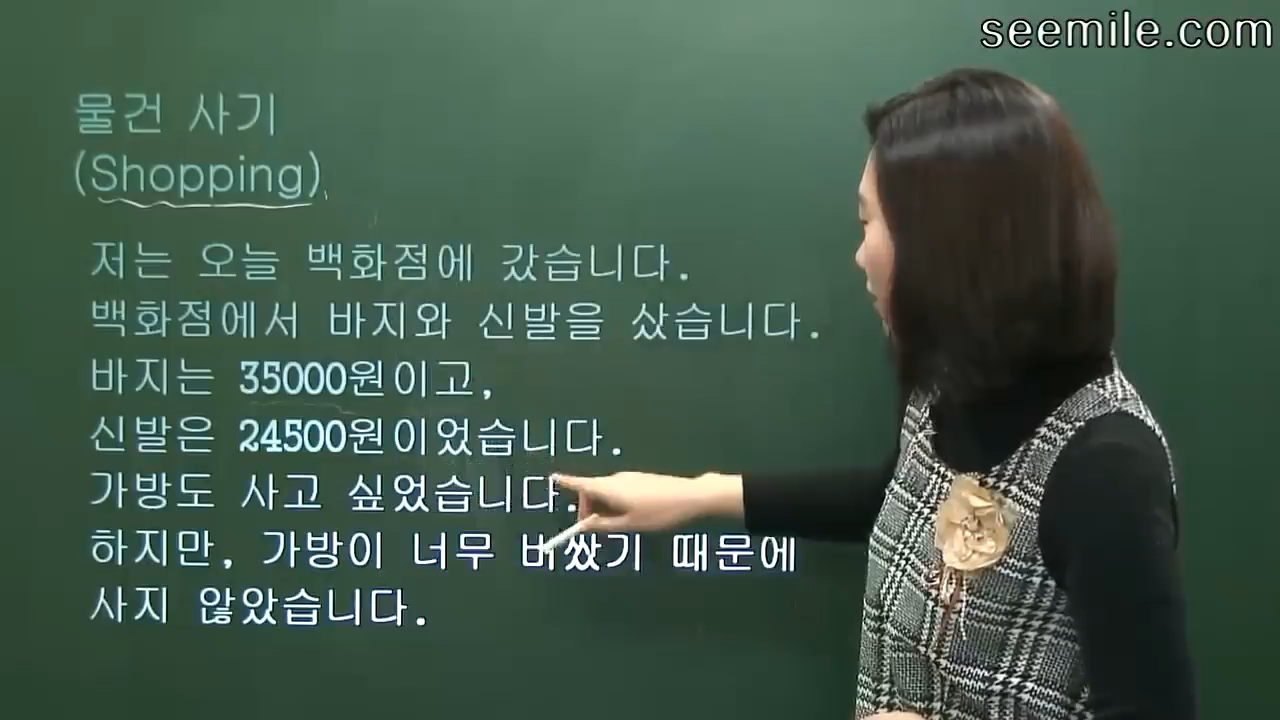 seemile.com
물건 사기
(Shopping)
저는 오늘 백화점에 갔습니다.
백화점에서 바지와 신발을 샀습니다.
바지는 35000원이고,
신발은 24500원이었습니다.
가방도 사고 싶었습니다.
하지만, 가방이 너무 비쌌기 때문에
사지 않았습니다.